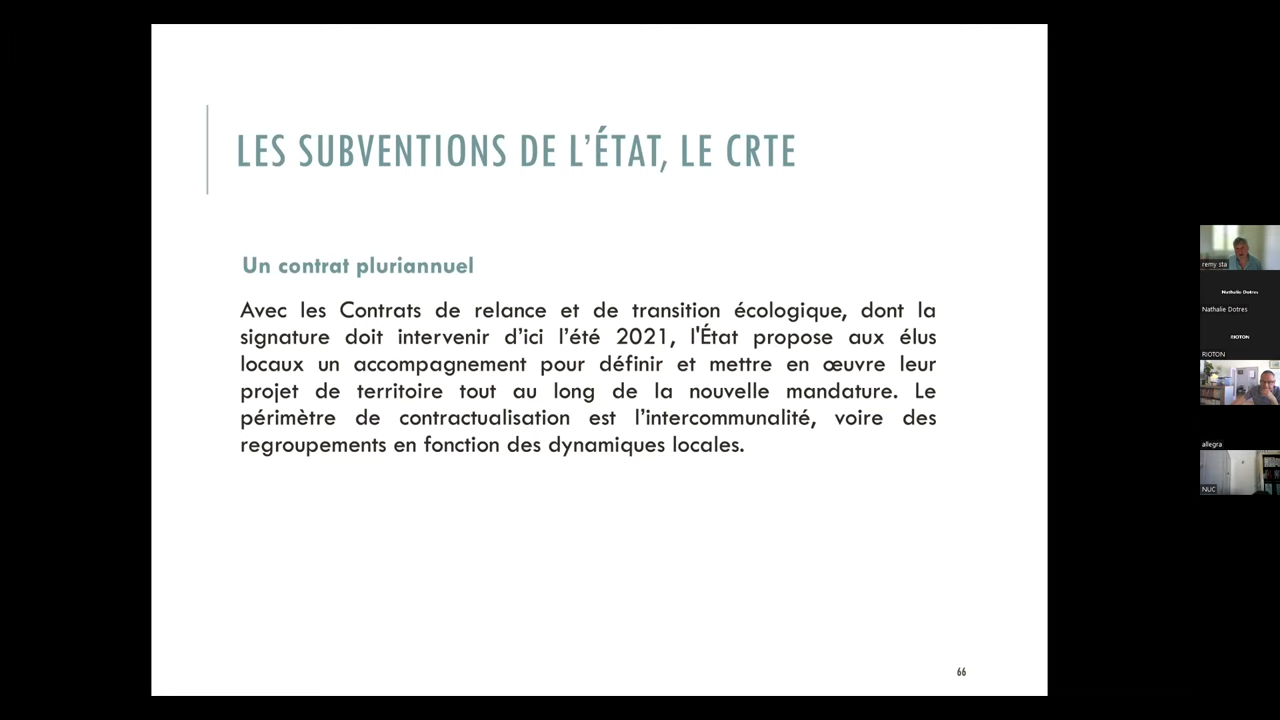 LES SUBVENTIONS DE L’ÉTAT, LE CRTE
Un contrat pluriannuel
Avec les Contrats de relance et de transition écologique, dont la
signature doit intervenir d’ici l’été 2021, l'État propose aux élus
locaux un accompagnement pour définir et mettre en œuvre leur
projet de territoire tout au long de la nouvelle mandature. Le
périmètre de contractualisation est l’intercommunalité, voire des
regroupements en fonction des dynamiques locales.
66
remy sta
Nathalie Dotres
Nathalie Dotres
RIOTON
RIOTON
allegra
NUC